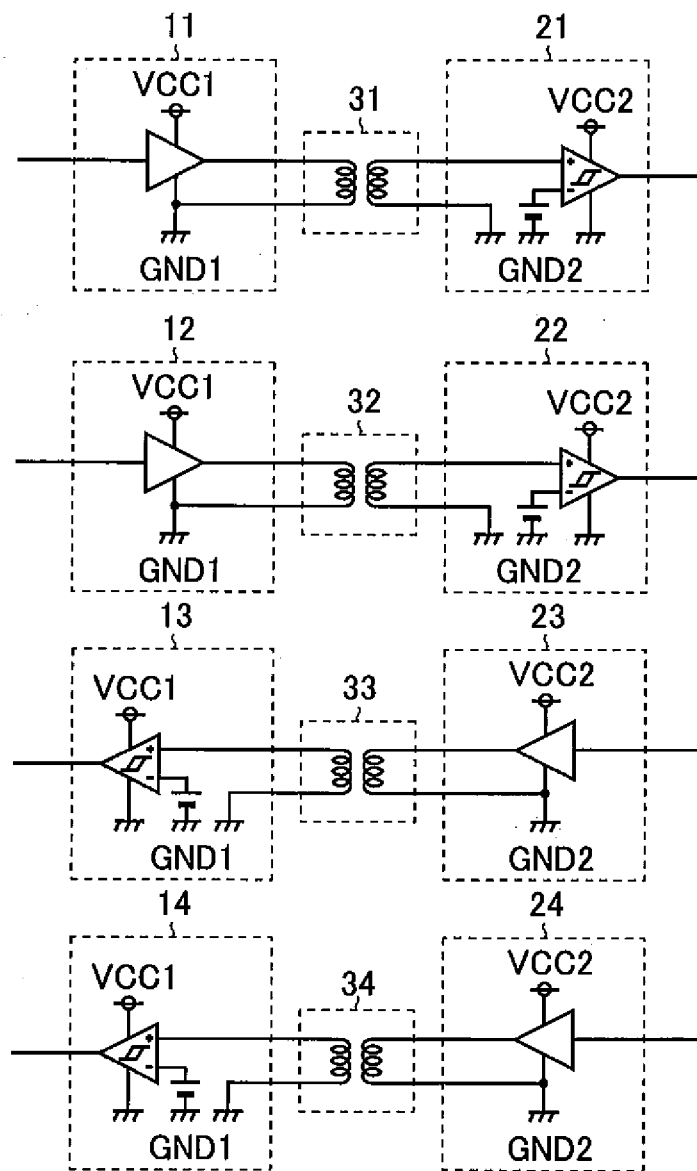 11
21
VCC1
31
VCC2
+
-
GND1
GND2
12
22
VCC1
32
VCC2
+
-
GND1
GND2
13
23
VCC1
33
VCC2
+
-
GND1
GND2
14
24
VCC1
34
VCC2
+
-
GND1
GND2